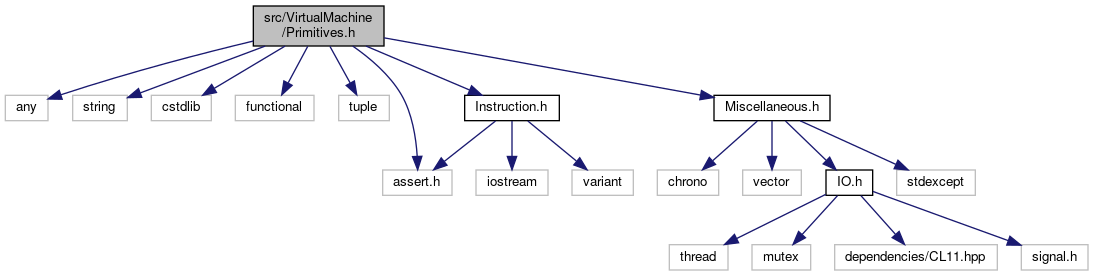 src/VirtualMachine
/Primitives.h
any
string
cstdlib
functional
tuple
Instruction.h
Miscellaneous.h
assert.h
iostream
variant
chrono
vector
IO.h
stdexcept
thread
mutex
dependencies/CL11.hpp
signal.h